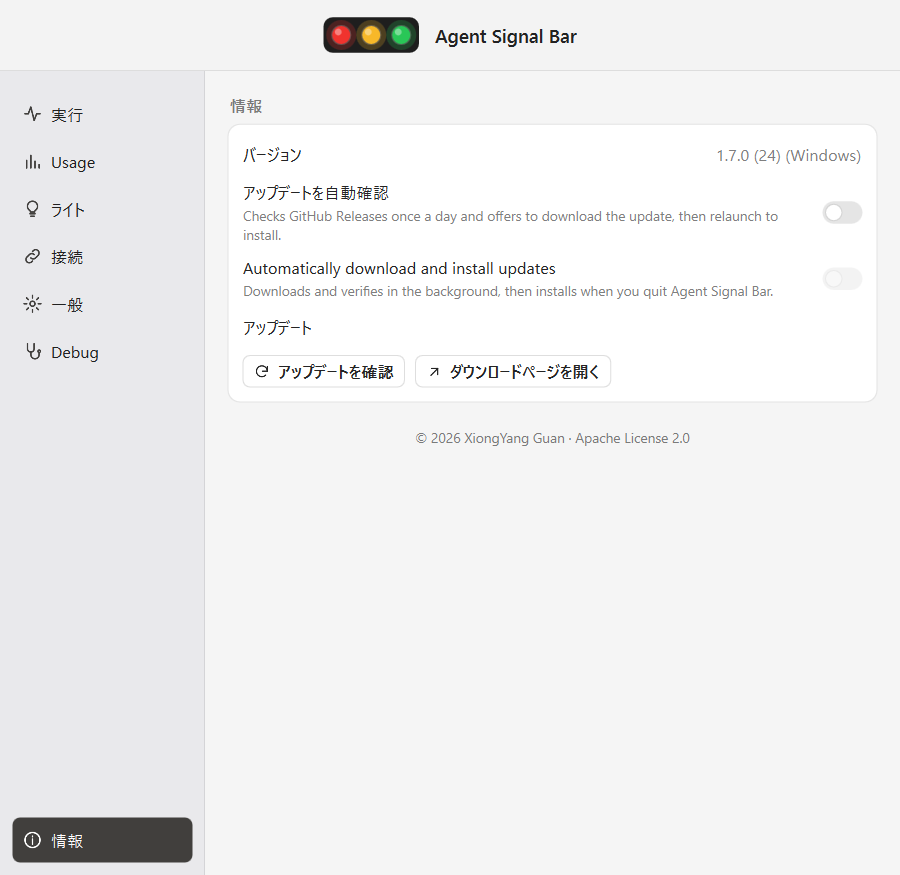 Agent Signal Bar
実行
Usage
ライト
接続
一般
Debug
情報
情報
バージョン
1.7.0 (24) (Windows)
アップデートを自動確認
Checks GitHub Releases once a day and offers to download the update, then relaunch to
install.
Automatically download and install updates
Downloads and verifies in the background, then installs when you quit Agent Signal Bar.
アップデート
アップデートを確認
ダウンロードページを開く
© 2026 XiongYang Guan · Apache License 2.0